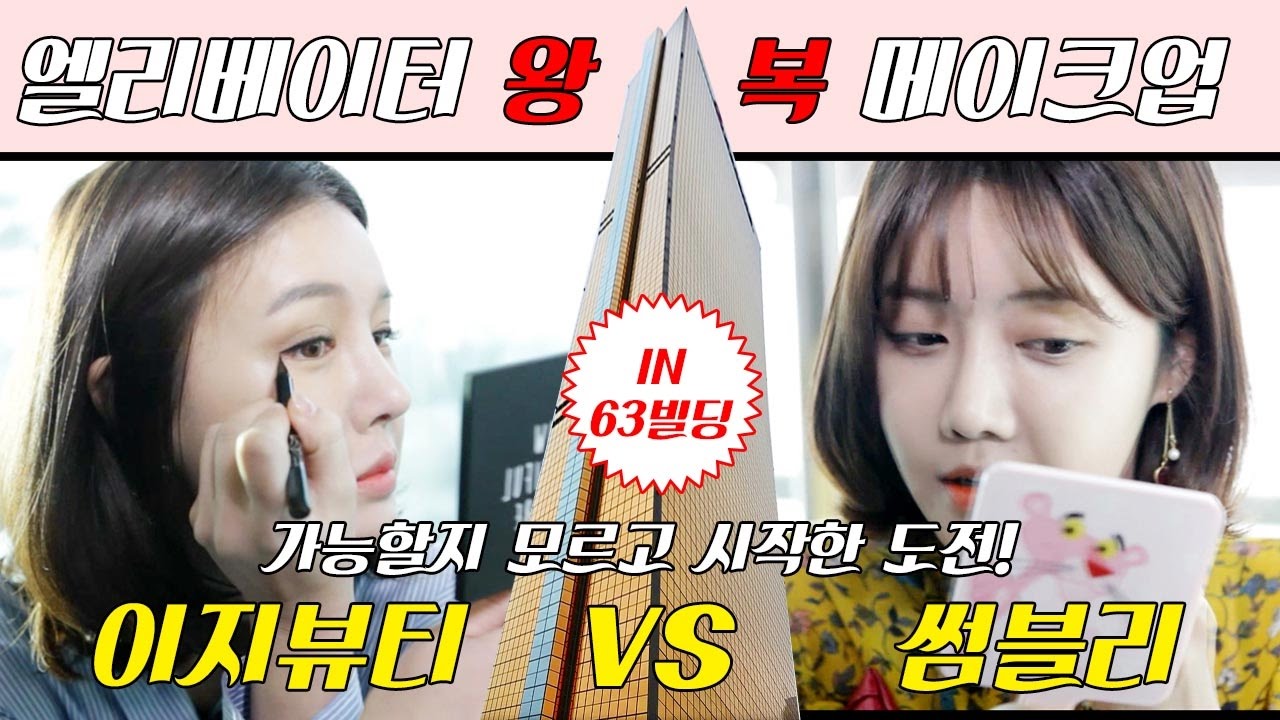 엘리베이터 왕 복 메이크업
IN
63빌딩
가능할지 모르고 시작한 도전!
이지뷰티 VS 썸블리